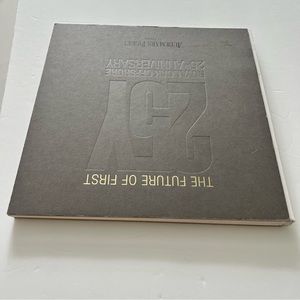 AUDEMARS PIGUET
ROYAL OAK OFFSHORE
25TH ANNIVERSARY
25Y
THE FUTURE OF FIRST